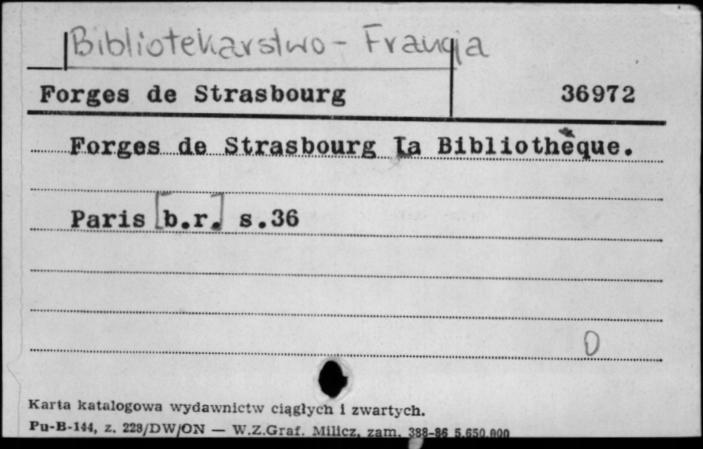 Bibliotekarstwo - Francja
Forges de Strasbourg 36972
Forges de Strasbourg La Bibliothèque.
Paris [b.r.] s.36
0
Karta katalogowa wydawnictw ciągłych i zwartych.
Pu-B-144, z. 228/DW/ON — W.Z.Graf. Milicz, zam. 388-86 5.650.000